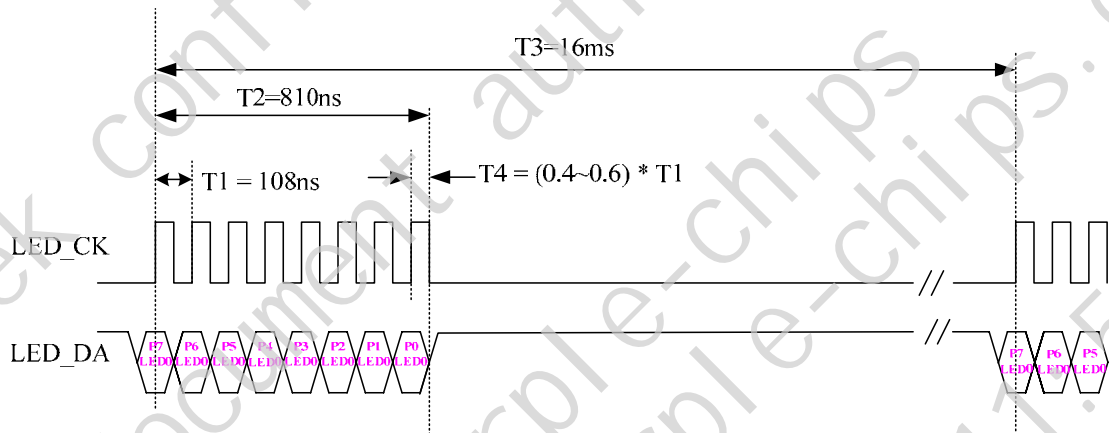 T3=16ms
T2=810ns
T1 = 108ns
T4 = (0.4~0.6) * T1
LED_CK
//
//
LED_DA
P7 P6 P5 P4 P3 P2 P1 P0
LED0 LED0 LED0 LED0 LED0 LED0 LED0 LED0
//
//
P7 P6 P5
LED0 LED0 LED0